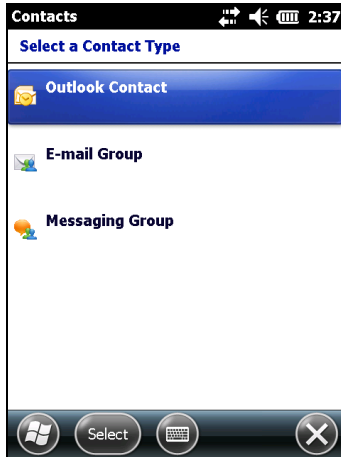 Contacts 2:37
Select a Contact Type
Outlook Contact
E-mail Group
Messaging Group
Select